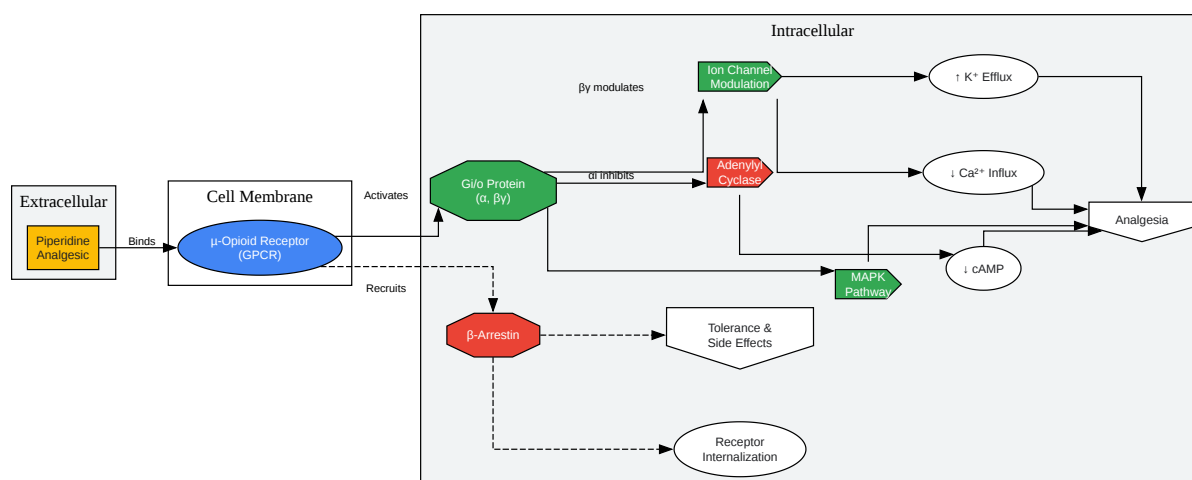 Intracellular
Ion Channel
Modulation
↑ K⁺ Efflux
βγ modulates
Adenylyl
Cyclase
↓ Ca²⁺ Influx
αi inhibits
Gi/o Protein
(α, βγ)
Activates
Extracellular
Cell Membrane
Piperidine
Analgesic
Binds
μ-Opioid Receptor
(GPCR)
Analgesia
Recruits
MAPK
Pathway
↓ cAMP
β-Arrestin
Tolerance &
Side Effects
Receptor
Internalization